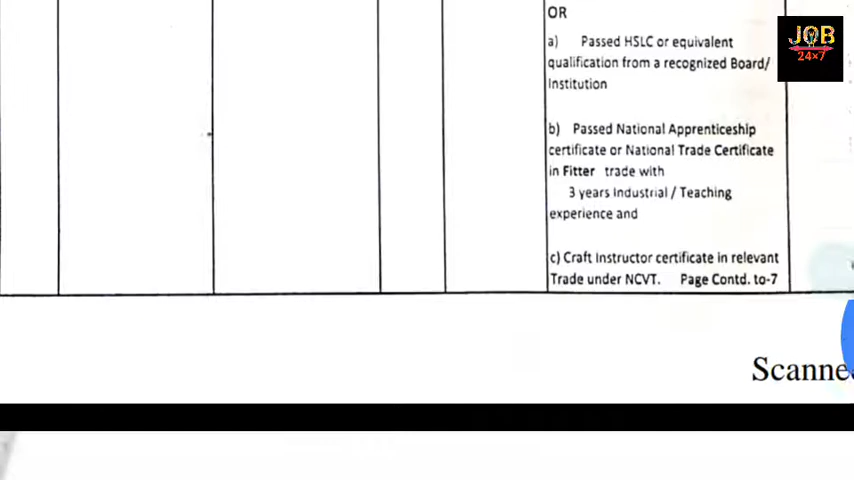 OR
a) Passed HSLC or equivalent
qualification from a recognized Board/
Institution
b) Passed National Apprenticeship
certificate or National Trade Certificate
in Fitter trade with
3 years Industrial / Teaching
experience and
c) Craft Instructor certificate in relevant
Trade under NCVT. Page Contd. to-7
JOB
24×7
Scanne